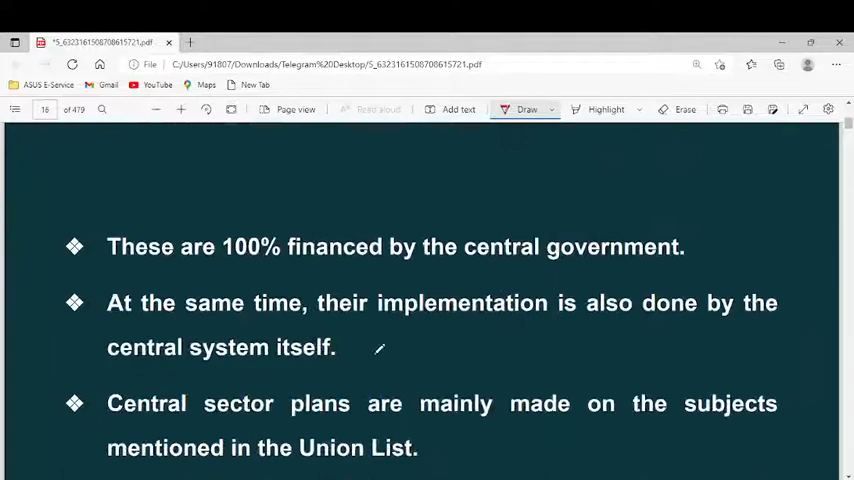 *5_6323161508708615721.pdf
File C:/Users/91807/Downloads/Telegram%20Desktop/5_6323161508708615721.pdf
ASUS E-Service Gmail YouTube Maps New Tab
16 of 479 Page view Read aloud Add text Draw Highlight Erase
❖ These are 100% financed by the central government.
❖ At the same time, their implementation is also done by the
central system itself.
❖ Central sector plans are mainly made on the subjects
mentioned in the Union List.